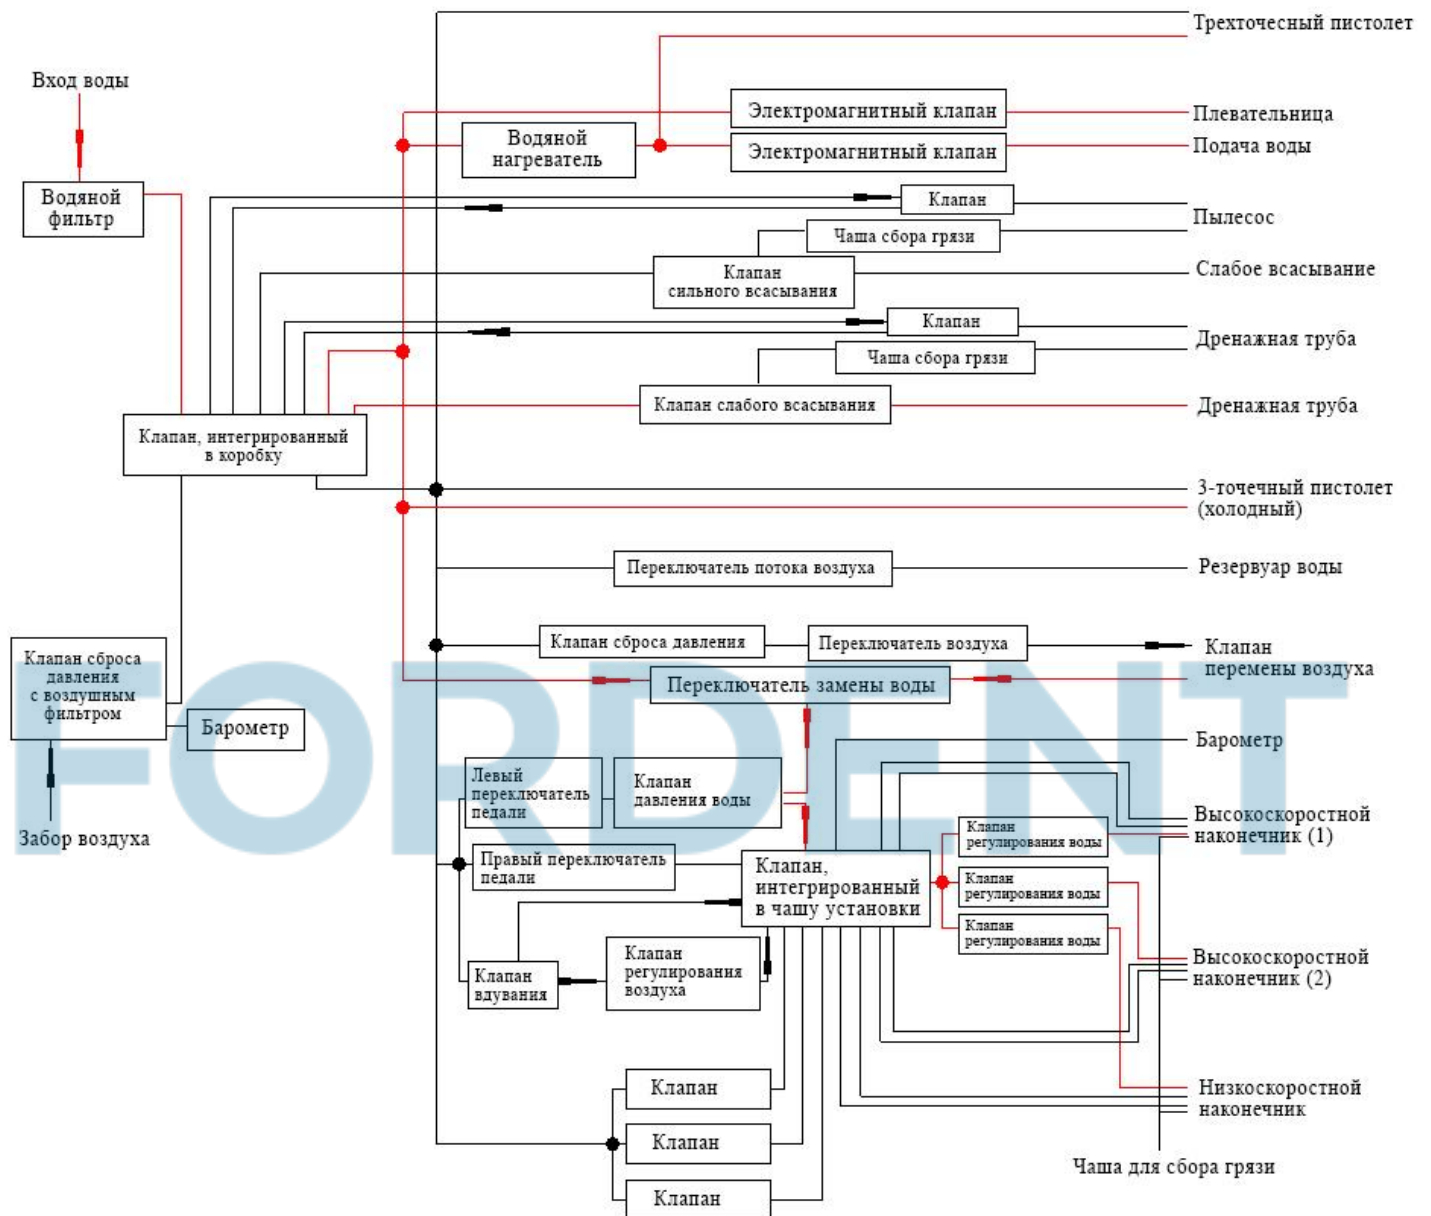 Трехточесный пистолет
Вход воды
Электромагнитный клапан
Плевательница
Водяной
нагреватель
Электромагнитный клапан
Подача воды
Водяной
фильтр
Клапан
Пылесос
Чаша сбора грязи
Клапан
сильного всасывания
Слабое всасывание
Клапан
Дренажная труба
Чаша сбора грязи
Клапан слабого всасывания
Дренажная труба
Клапан, интегрированный
в коробку
3-точечный пистолет
(холодный)
Переключатель потока воздуха
Резервуар воды
Клапан сброса давления
Переключатель воздуха
Клапан
перемены воздуха
Клапан сброса
давления
с воздушным
фильтром
Переключатель замены воды
Барометр
Барометр
Забор воздуха
FORDENT
Левый
переключатель
педали
Клапан
давления воды
Высокоскоростной
наконечник (1)
Клапан
регулирования воды
Правый переключатель
педали
Клапан,
интегрированный
в чашу установки
Клапан
регулирования воды
Клапан
регулирования воды
Клапан
вдувания
Клапан
регулирования
воздуха
Высокоскоростной
наконечник (2)
Клапан
Клапан
Клапан
Низкоскоростной
наконечник
Чаша для сбора грязи